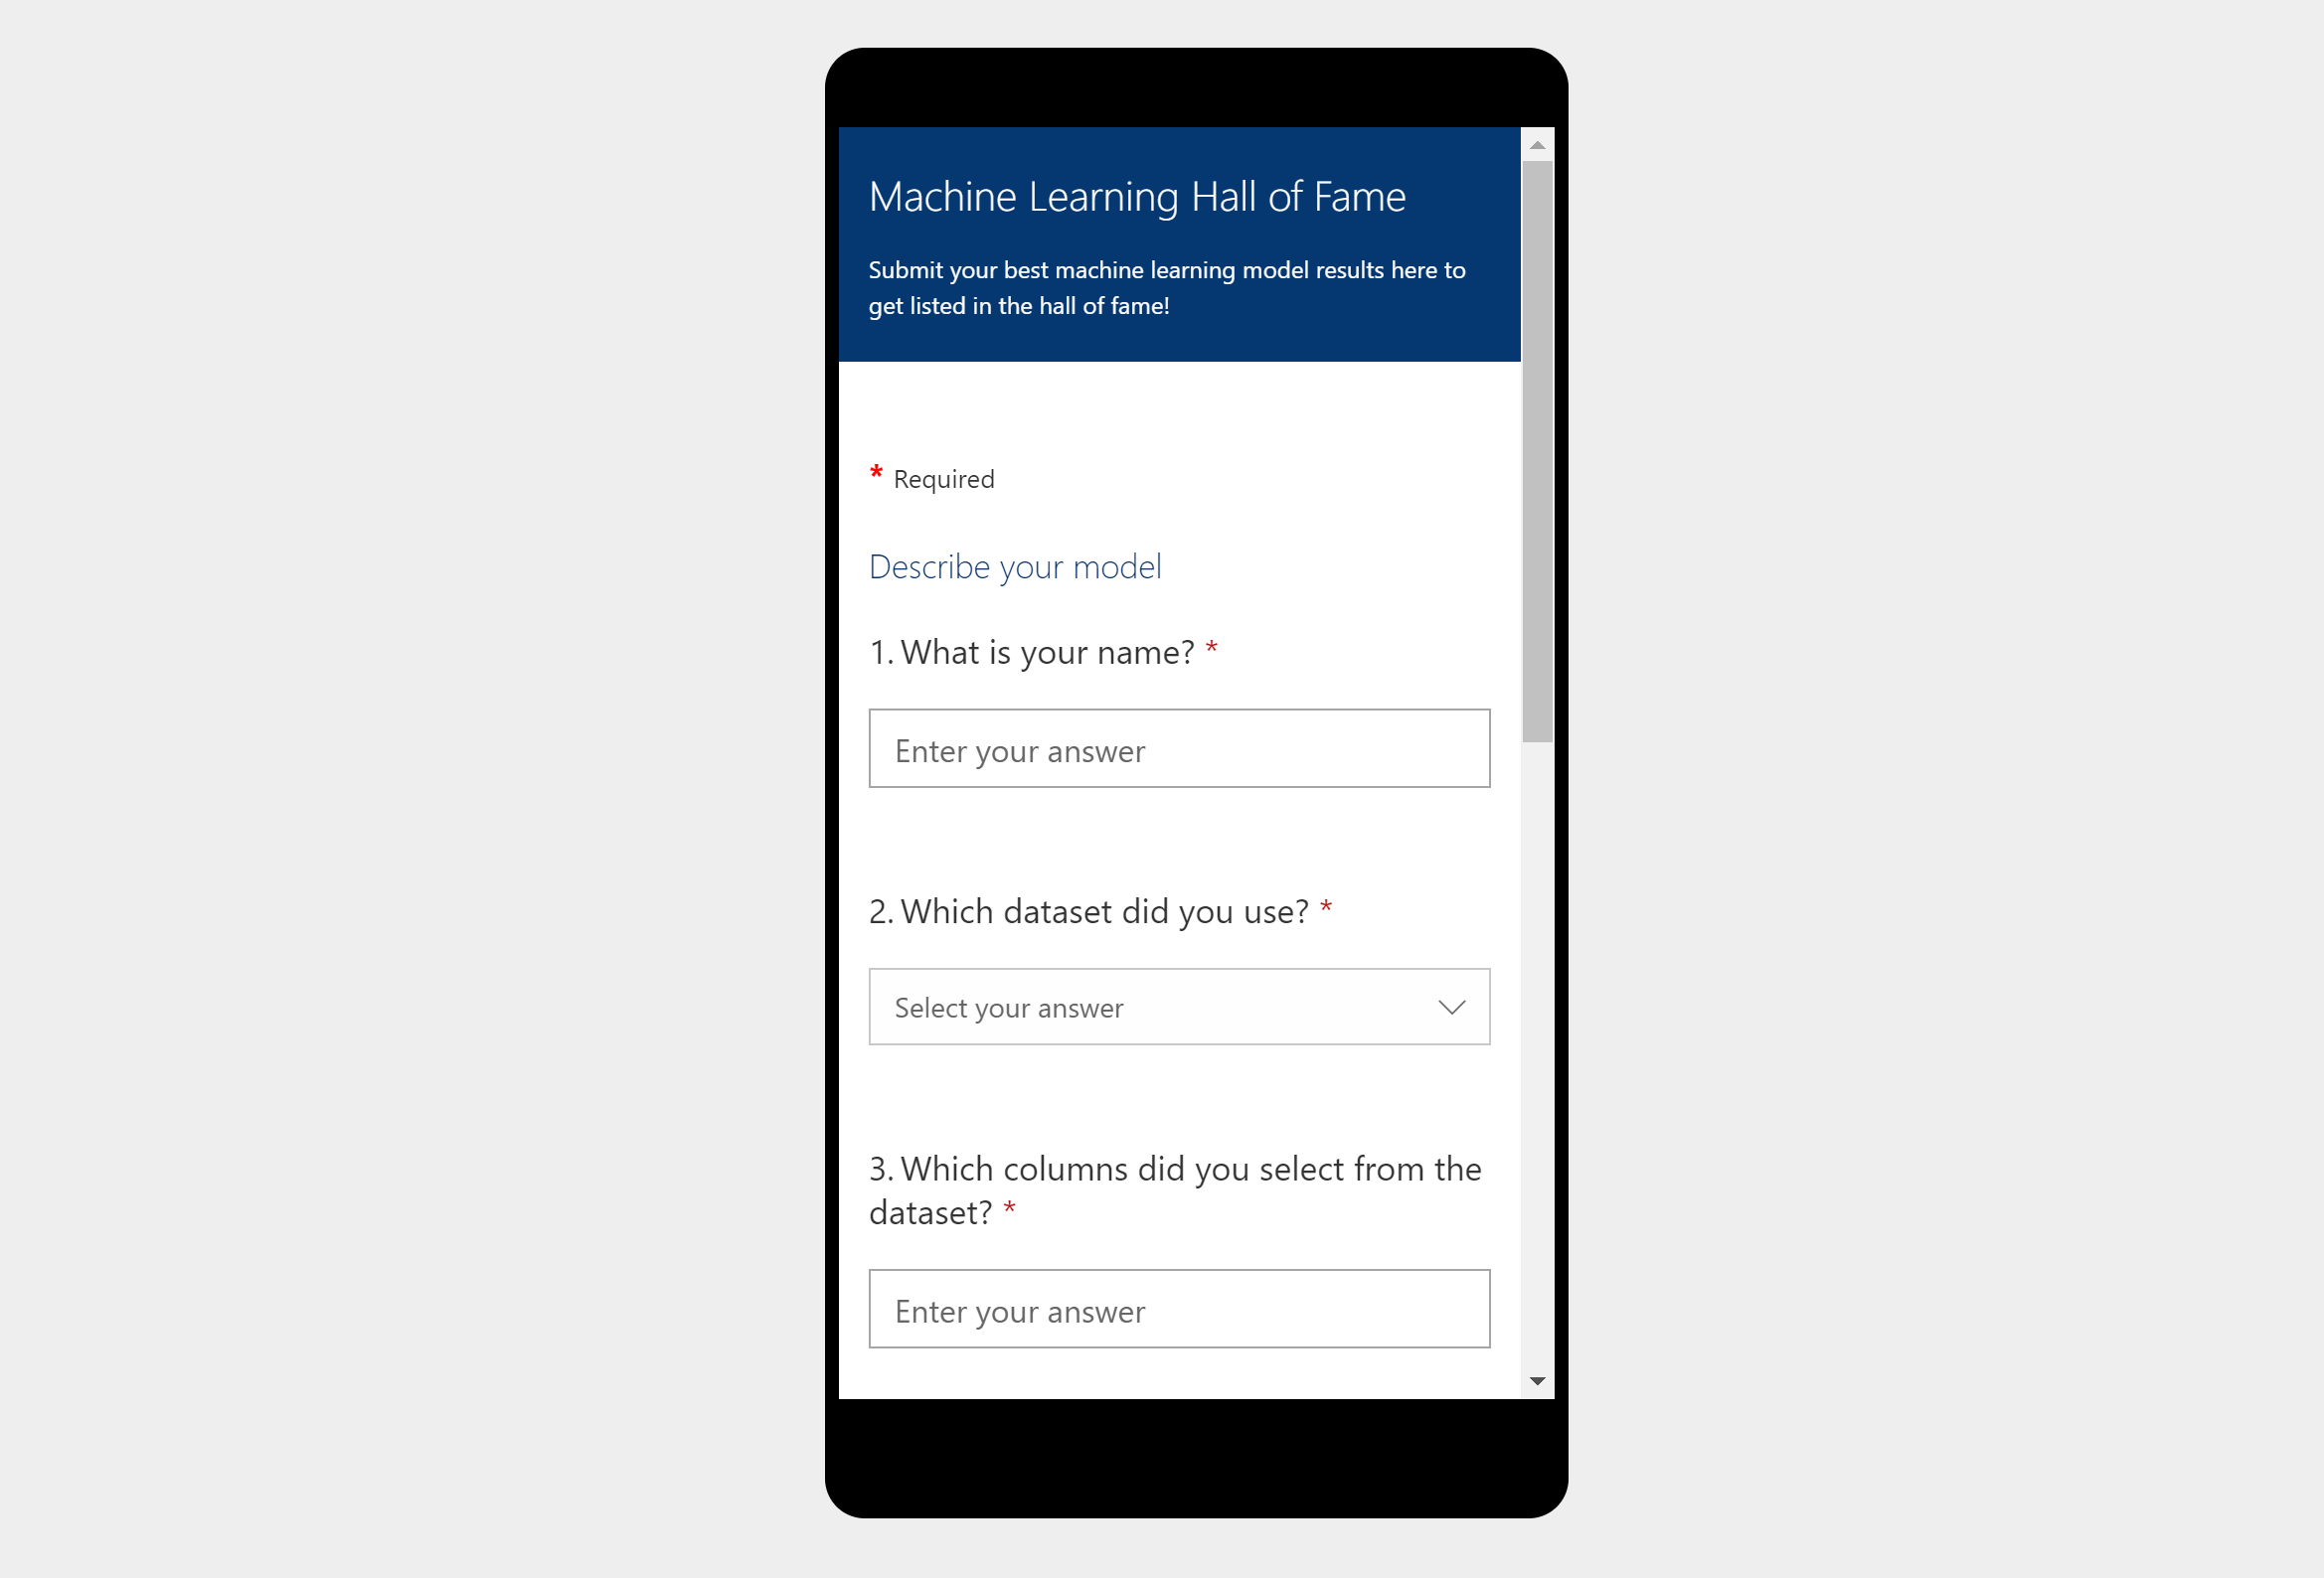 Machine Learning Hall of Fame
Submit your best machine learning model results here to
get listed in the hall of fame!
* Required
Describe your model
1. What is your name? *
Enter your answer
2. Which dataset did you use? *
Select your answer
3. Which columns did you select from the
dataset? *
Enter your answer